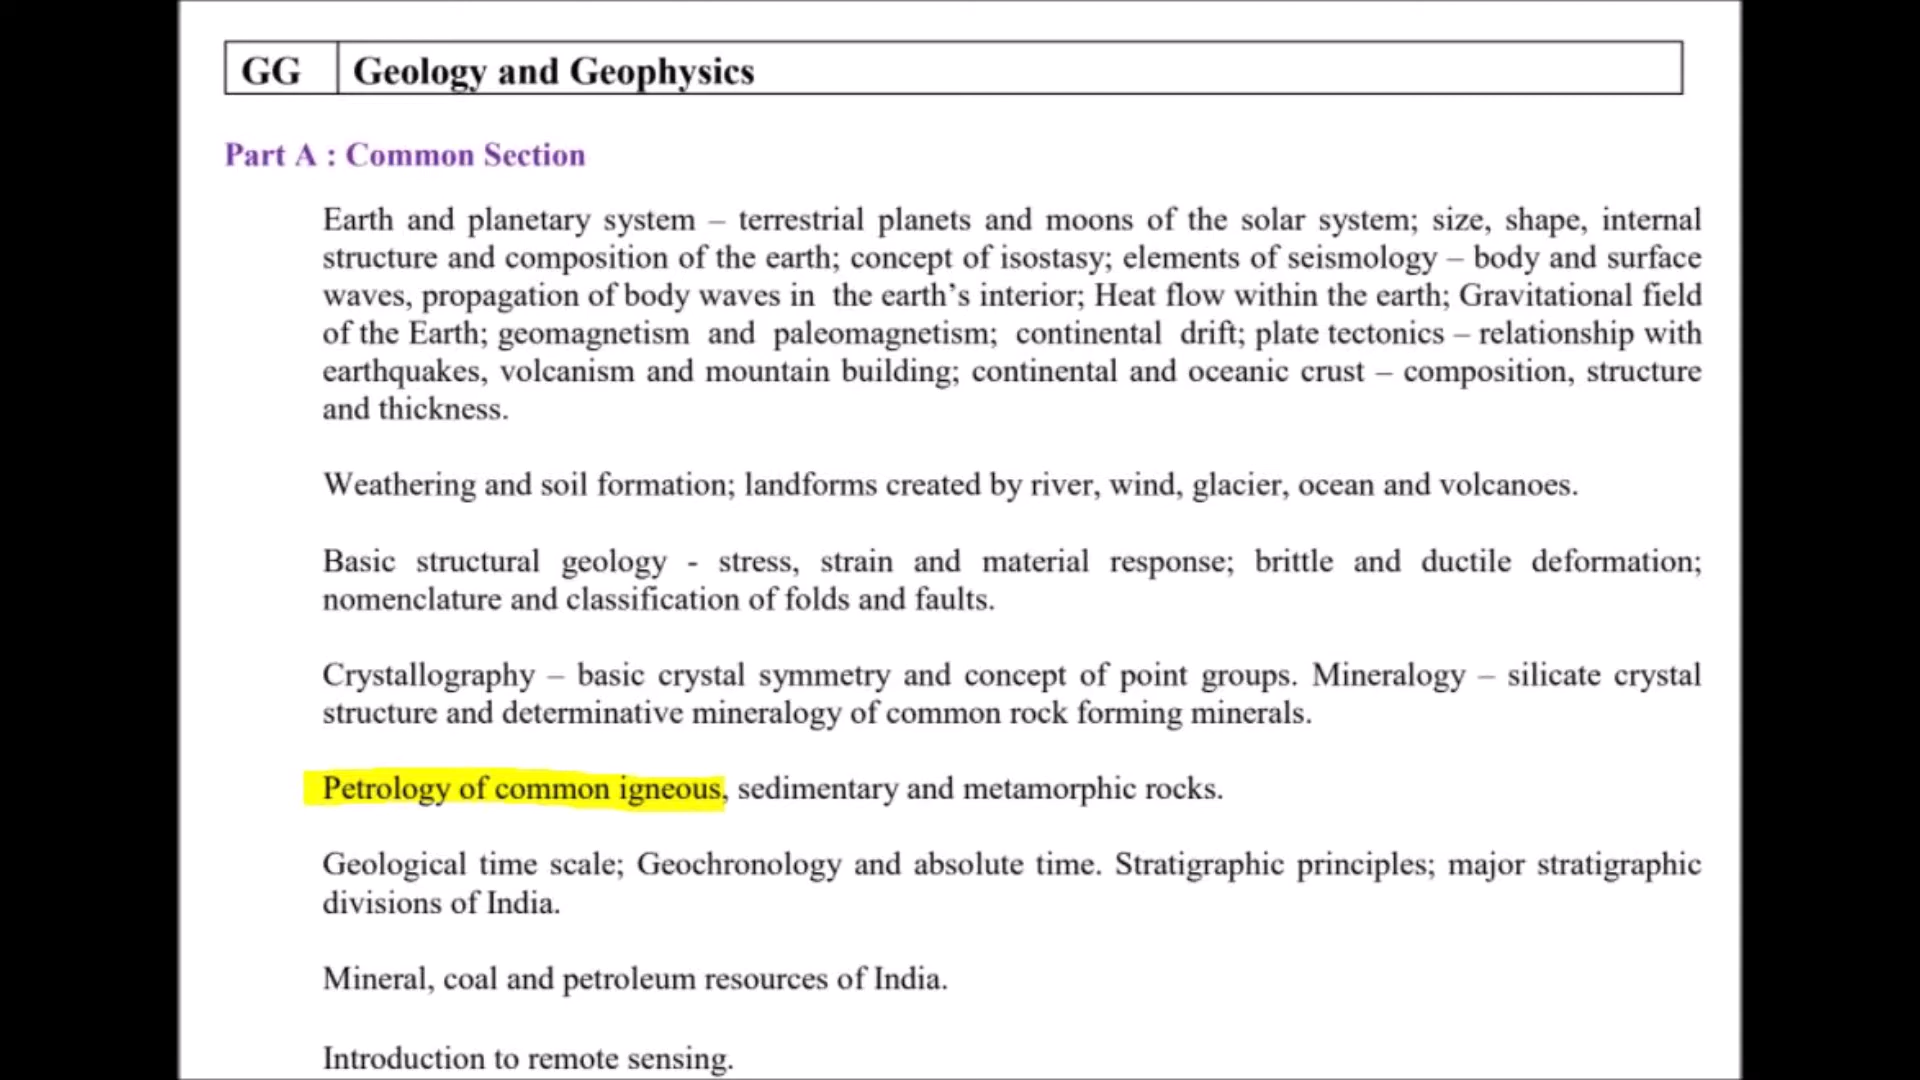 GG Geology and Geophysics
Part A : Common Section
Earth and planetary system – terrestrial planets and moons of the solar system; size, shape, internal
structure and composition of the earth; concept of isostasy; elements of seismology – body and surface
waves, propagation of body waves in the earth’s interior; Heat flow within the earth; Gravitational field
of the Earth; geomagnetism and paleomagnetism; continental drift; plate tectonics – relationship with
earthquakes, volcanism and mountain building; continental and oceanic crust – composition, structure
and thickness.
Weathering and soil formation; landforms created by river, wind, glacier, ocean and volcanoes.
Basic structural geology - stress, strain and material response; brittle and ductile deformation;
nomenclature and classification of folds and faults.
Crystallography – basic crystal symmetry and concept of point groups. Mineralogy – silicate crystal
structure and determinative mineralogy of common rock forming minerals.
Petrology of common igneous, sedimentary and metamorphic rocks.
Geological time scale; Geochronology and absolute time. Stratigraphic principles; major stratigraphic
divisions of India.
Mineral, coal and petroleum resources of India.
Introduction to remote sensing.